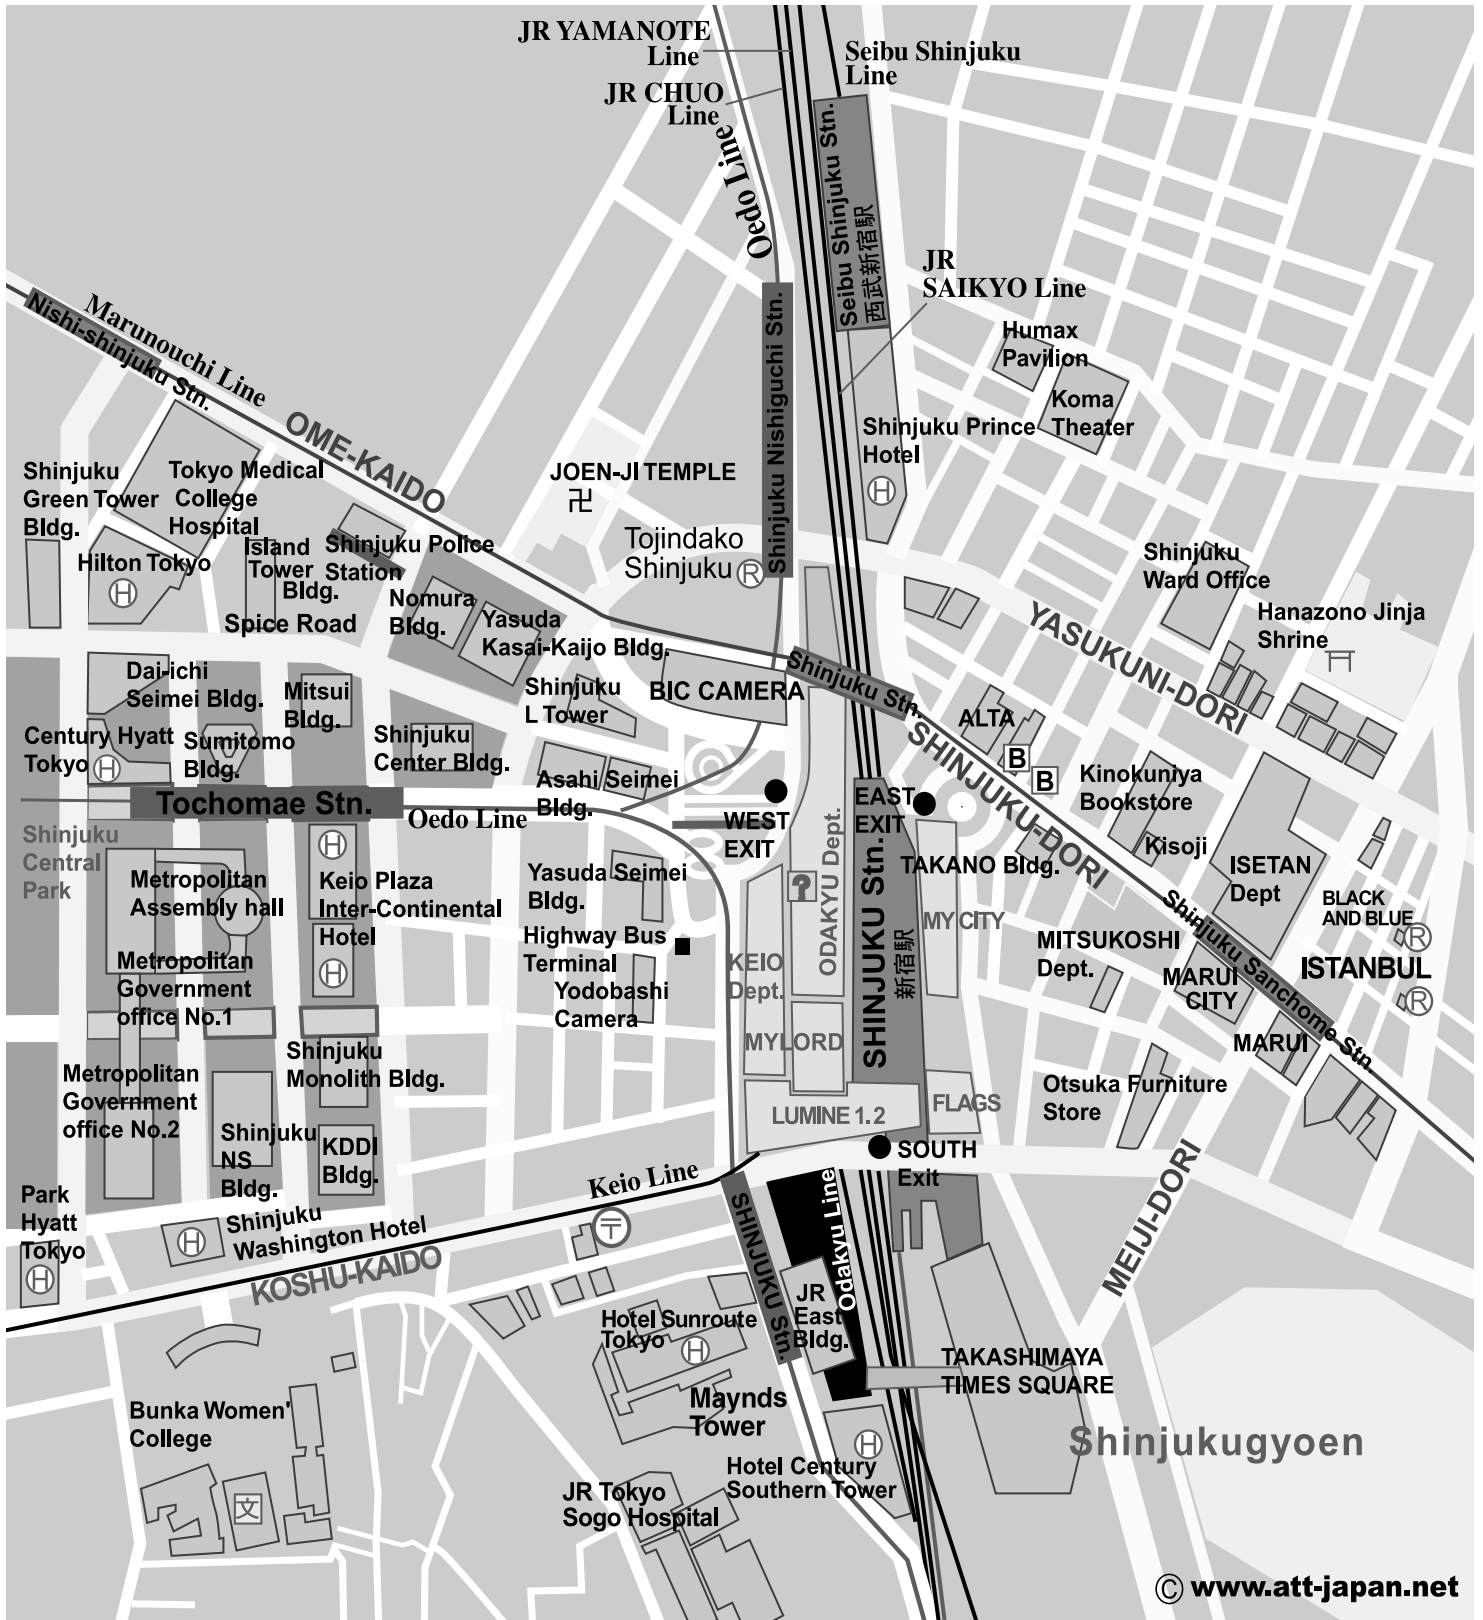 JR YAMANOTE
Line
JR CHUO
Line
Oedo Line
Seibu Shinjuku
Line
Seibu Shinjuku Stn.
西武新宿駅
JR
SAIKYO Line
Humax
Pavilion
Koma
Theater
Shinjuku Prince
Hotel
H
Shinjuku Nishiguchi Stn.
Marunouchi Line
Nishi-shinjuku Stn.
OME-KAIDO
Shinjuku
Green Tower
Bldg.
Tokyo Medical
College
Hospital
Hilton Tokyo
H
Island
Tower
Bldg.
Shinjuku Police
Station
Nomura
Bldg.
Yasuda
Kasai-Kaijo Bldg.
Spice Road
JOEN-JI TEMPLE
卍
Tojindako
Shinjuku
R
Shinjuku
Ward Office
Hanazono Jinja
Shrine
YASUKUNI-DORI
Dai-ichi
Seimei Bldg.
Mitsui
Bldg.
Shinjuku
L Tower
BIC CAMERA
Shinjuku Stn.
ALTA
B
B
SHINJUKU-DORI
Century Hyatt
Tokyo
H
Sumitomo
Bldg.
Shinjuku
Center Bldg.
Asahi Seimei
Bldg.
Kinokuniya
Bookstore
Kisoji
ISETAN
Dept
Tochomae Stn.
Oedo Line
WEST
EXIT
EAST
EXIT
ODAKYU Dept.
?
SHINJUKU Stn.
新宿駅
TAKANO Bldg.
MY CITY
Shinjuku
Central
Park
Metropolitan
Assembly hall
H
Keio Plaza
Inter-Continental
Hotel
H
Yasuda Seimei
Bldg.
Highway Bus
Terminal
Yodobashi
Camera
KEIO
Dept.
MITSUKOSHI
Dept.
MARUI
CITY
Shinjuku Sanchome Stn.
BLACK
AND BLUE
R
ISTANBUL
R
Metropolitan
Government
office No.1
MYLORD
MARUI
Shinjuku
Monolith Bldg.
Metropolitan
Government
office No.2
Otsuka Furniture
Store
LUMINE 1. 2
FLAGS
Shinjuku
NS
Bldg.
KDDI
Bldg.
SOUTH
Exit
Park
Hyatt
Tokyo
H
Shinjuku
Washington Hotel
H
Keio Line
〒
KOSHU-KAIDO
SHINJUKU Stn.
Odakyu Line
MEIJI-DORI
JR
East
Bldg.
Hotel Sunroute
Tokyo
H
TAKASHIMAYA
TIMES SQUARE
Maynds
Tower
Bunka Women'
College
文
Shinjukugyoen
H
Hotel Century
Southern Tower
JR Tokyo
Sogo Hospital
© www.att-japan.net